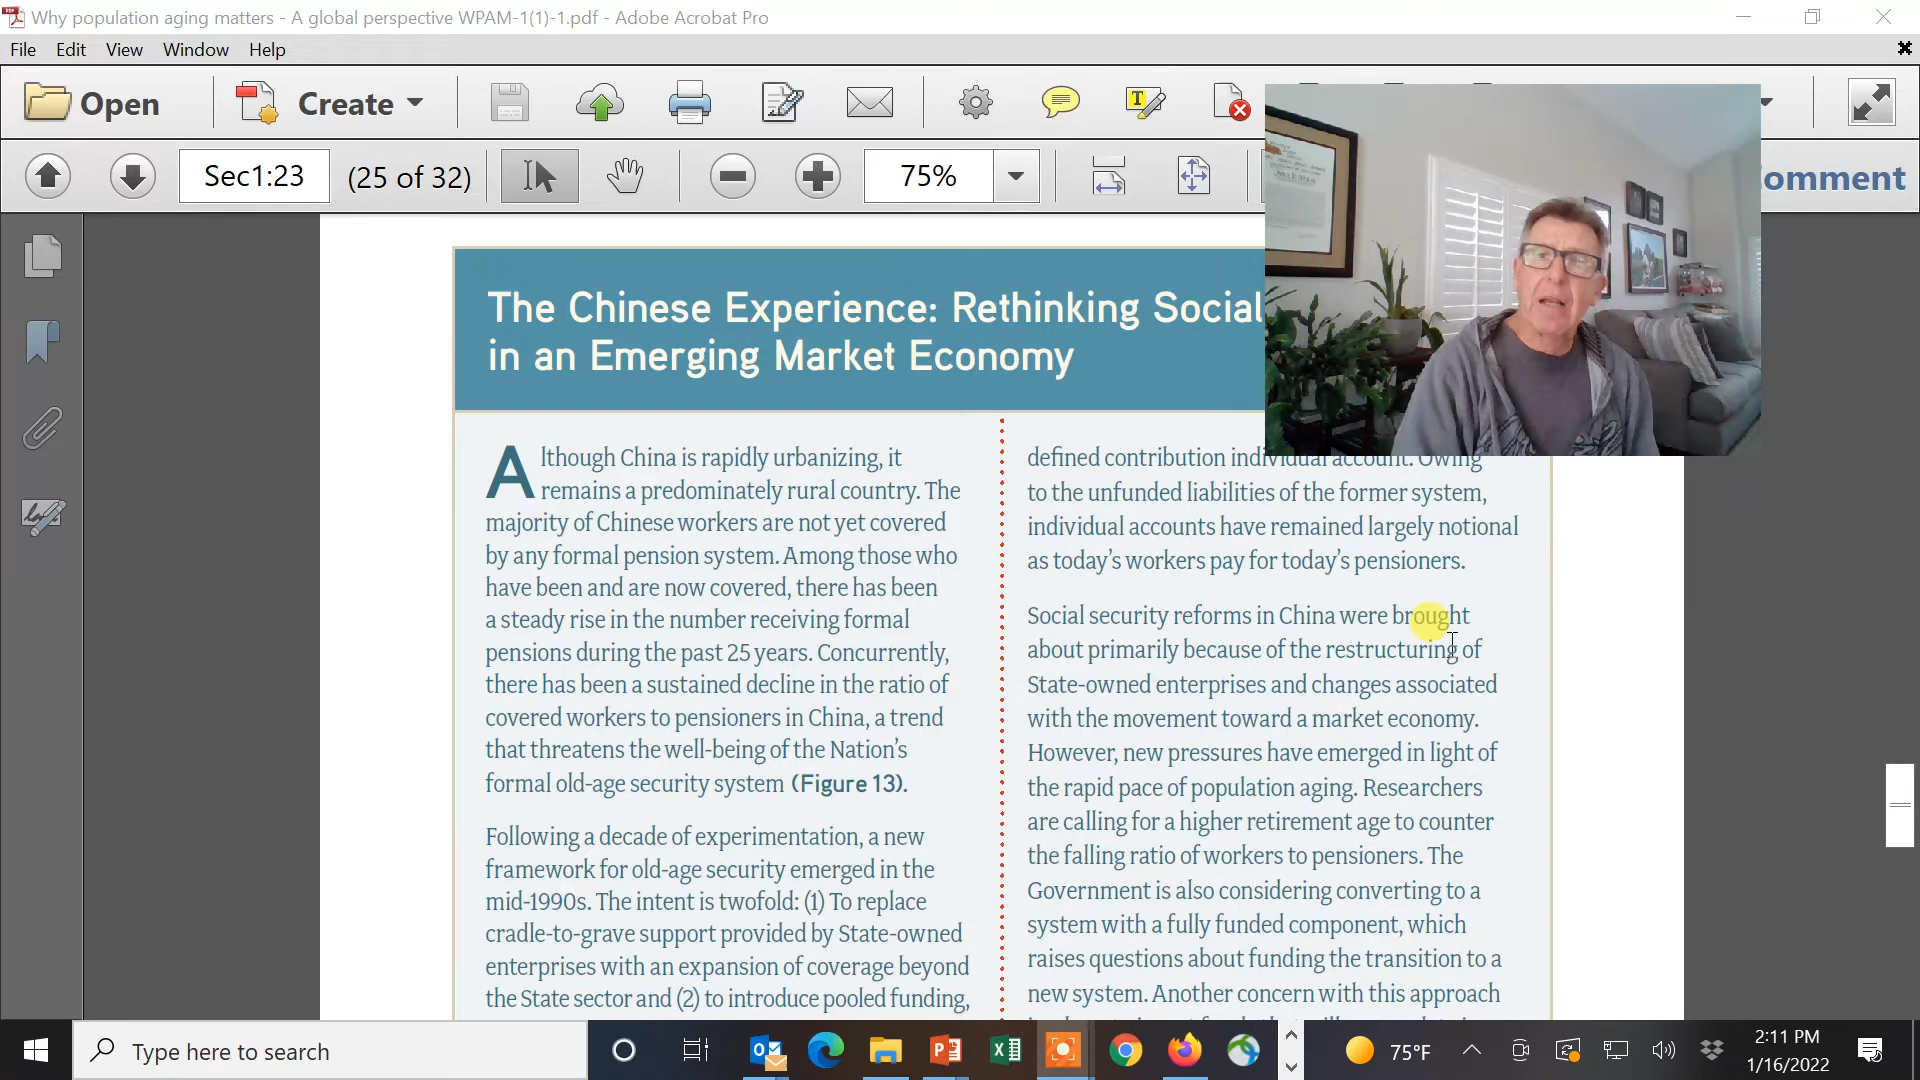 Why population aging matters - A global perspective WPAM-1(1)-1.pdf - Adobe Acrobat Pro
File Edit View Window Help
Open Create
Sec1:23 (25 of 32) 75% omment
The Chinese Experience: Rethinking Social
in an Emerging Market Economy
Although China is rapidly urbanizing, it
remains a predominately rural country. The
majority of Chinese workers are not yet covered
by any formal pension system. Among those who
have been and are now covered, there has been
a steady rise in the number receiving formal
pensions during the past 25 years. Concurrently,
there has been a sustained decline in the ratio of
covered workers to pensioners in China, a trend
that threatens the well-being of the Nation’s
formal old-age security system (Figure 13).
Following a decade of experimentation, a new
framework for old-age security emerged in the
mid-1990s. The intent is twofold: (1) To replace
cradle-to-grave support provided by State-owned
enterprises with an expansion of coverage beyond
the State sector and (2) to introduce pooled funding,
defined contribution individual account. Owing
to the unfunded liabilities of the former system,
individual accounts have remained largely notional
as today’s workers pay for today’s pensioners.
Social security reforms in China were brought
about primarily because of the restructuring of
State-owned enterprises and changes associated
with the movement toward a market economy.
However, new pressures have emerged in light of
the rapid pace of population aging. Researchers
are calling for a higher retirement age to counter
the falling ratio of workers to pensioners. The
Government is also considering converting to a
system with a fully funded component, which
raises questions about funding the transition to a
new system. Another concern with this approach
Type here to search
75°F
2:11 PM
1/16/2022